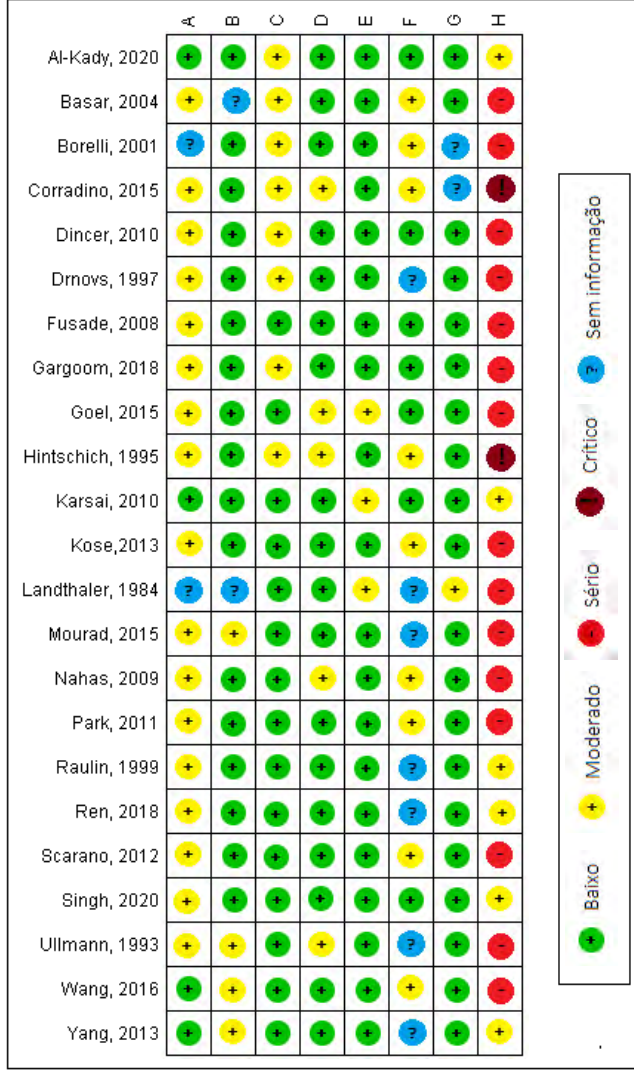 A B C D E F G H
Al-Kady, 2020 + + + + + + + +
Basar, 2004 + ? + + + + + -
Borelli, 2001 ? + + + + + ? -
Corradino, 2015 + + + + + + ? !
Dincer, 2010 + + + + + + + -
Drnovs, 1997 + + + + + ? + -
Fusade, 2008 + + + + + + + -
Gargoom, 2018 + + + + + + + -
Goel, 2015 + + + + + + + -
Hintschich, 1995 + + + + + + + !
Karsai, 2010 + + + + + + + +
Kose,2013 + + + + + + + -
Landthaler, 1984 ? ? + + + ? + -
Mourad, 2015 + + + + + ? + -
Nahas, 2009 + + + + + + + -
Park, 2011 + + + + + + + -
Raulin, 1999 + + + + + ? + +
Ren, 2018 + + + + + ? + +
Scarano, 2012 + + + + + + + -
Singh, 2020 + + + + + + + +
Ullmann, 1993 + + + + + ? + -
Wang, 2016 + + + + + + + -
Yang, 2013 + + + + + ? + +
+ Baixo + Moderado - Sério ! Crítico ? Sem informação